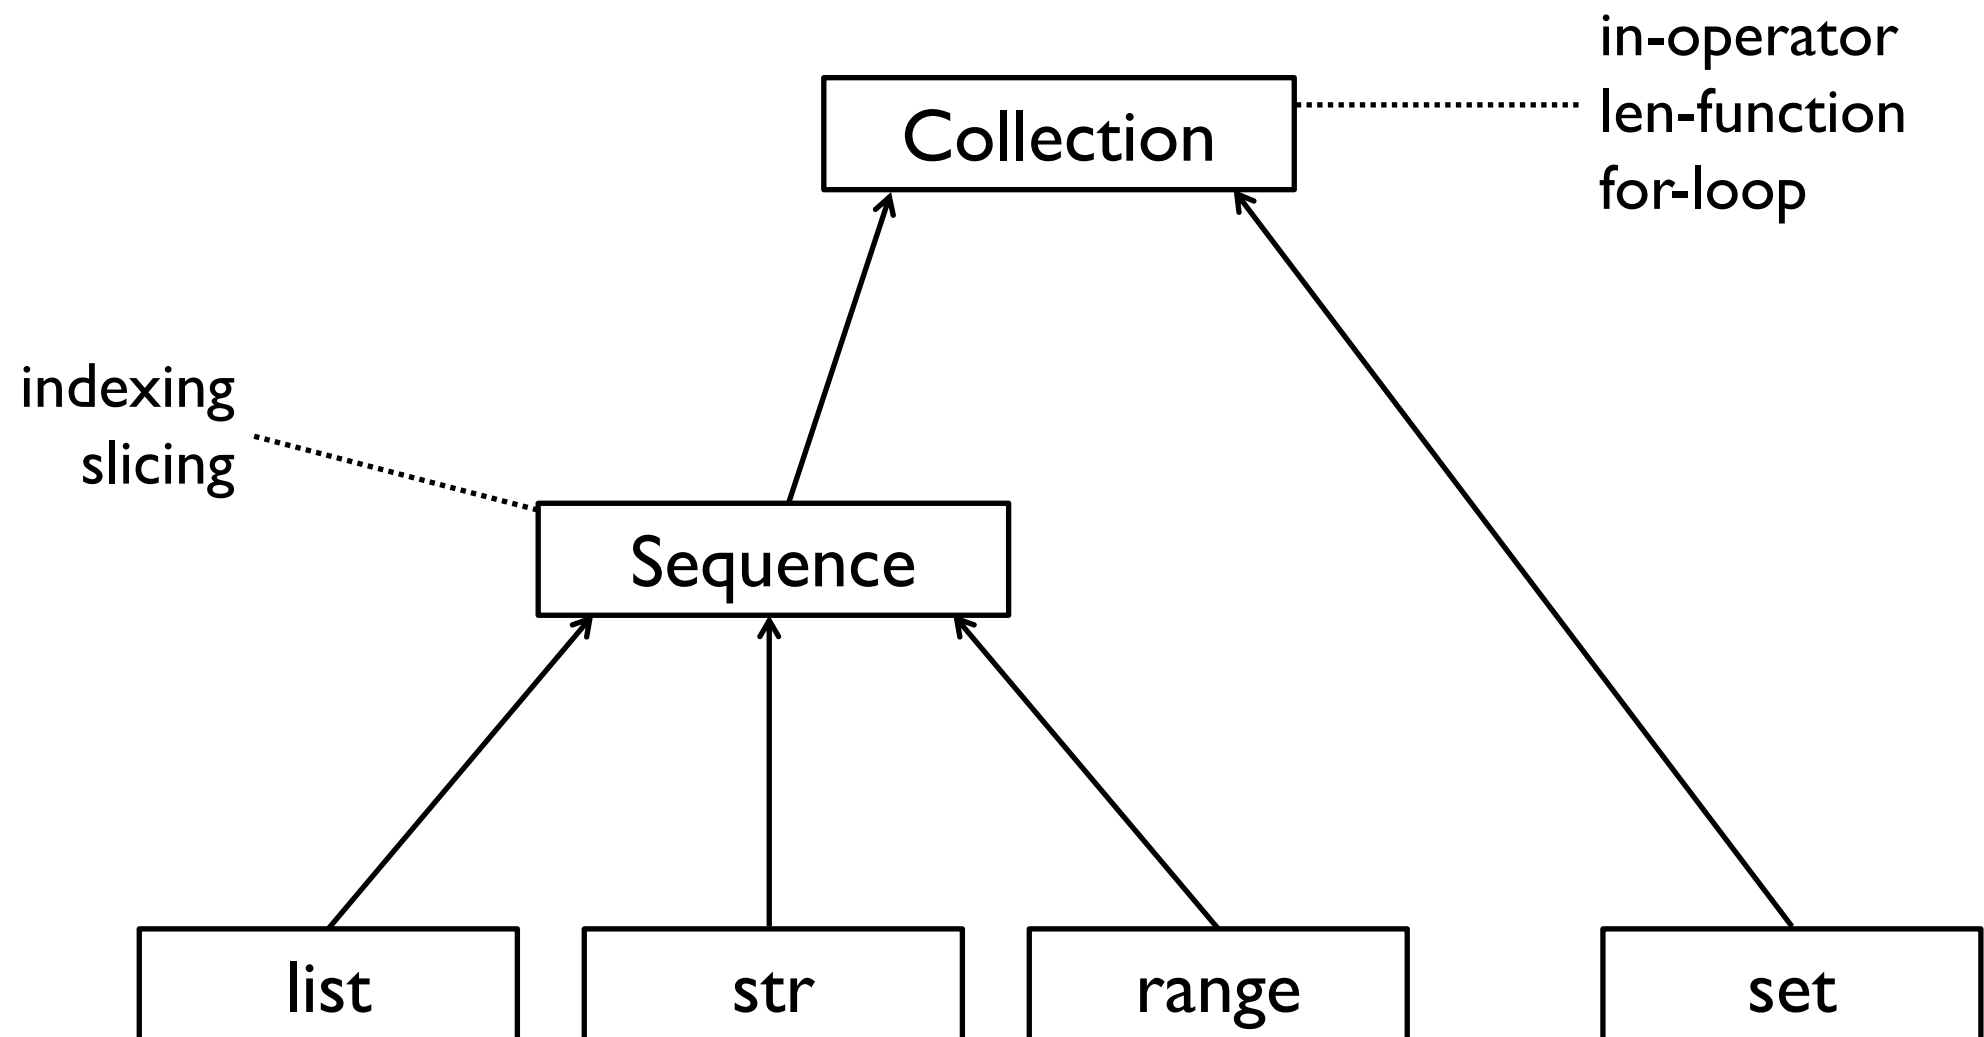 in-operator
len-function
for-loop
Collection
indexing
slicing
Sequence
list
str
range
set